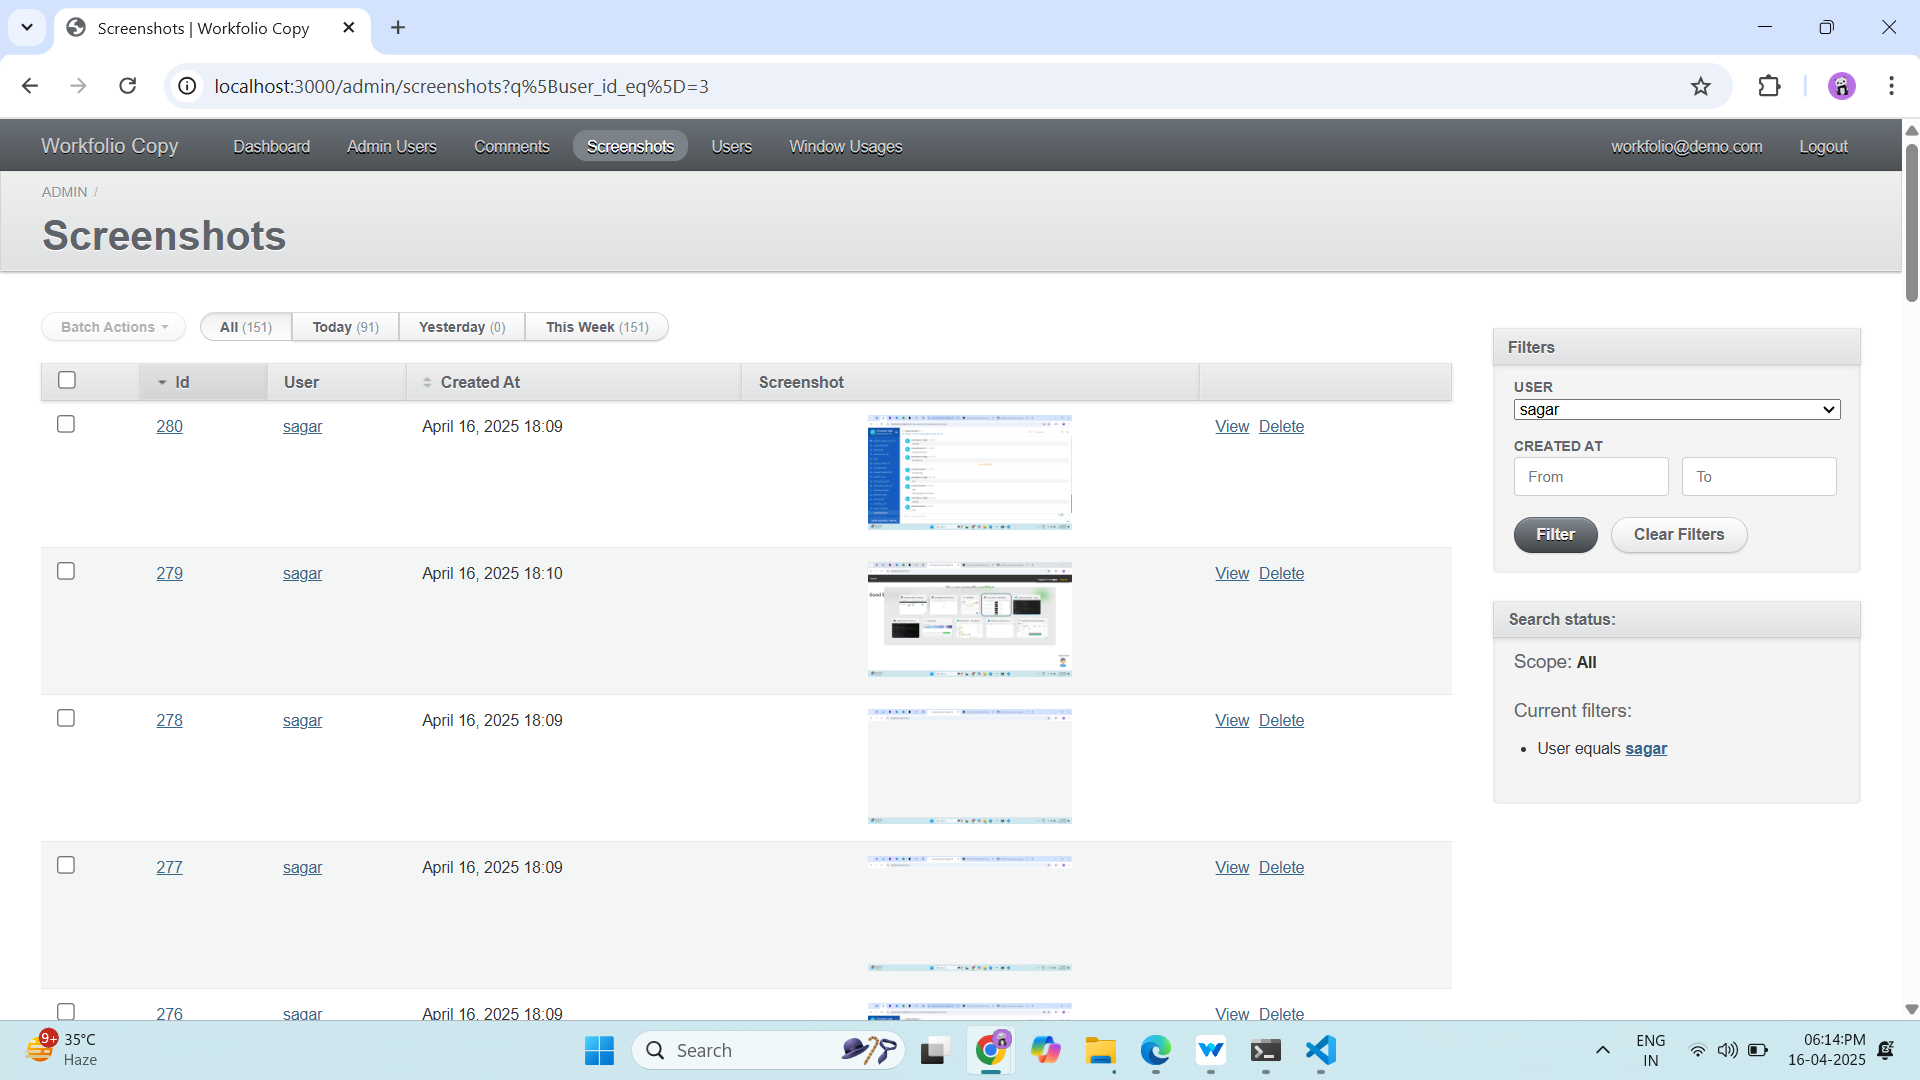 Screenshots | Workfolio Copy
localhost:3000/admin/screenshots?q%5Buser_id_eq%5D=3
Workfolio Copy Dashboard Admin Users Comments Screenshots Users Window Usages workfolio@demo.com Logout
ADMIN /
Screenshots
Batch Actions All (151) Today (91) Yesterday (0) This Week (151)
Id User Created At Screenshot
280 sagar April 16, 2025 18:09 View Delete
279 sagar April 16, 2025 18:10 View Delete
278 sagar April 16, 2025 18:09 View Delete
277 sagar April 16, 2025 18:09 View Delete
276 sagar April 16, 2025 18:09 View Delete
Filters
USER
sagar
CREATED AT
From To
Filter Clear Filters
Search status:
Scope: All
Current filters:
User equals sagar
9+ 35°C
Haze
Search
ENG
IN
06:14:PM
16-04-2025